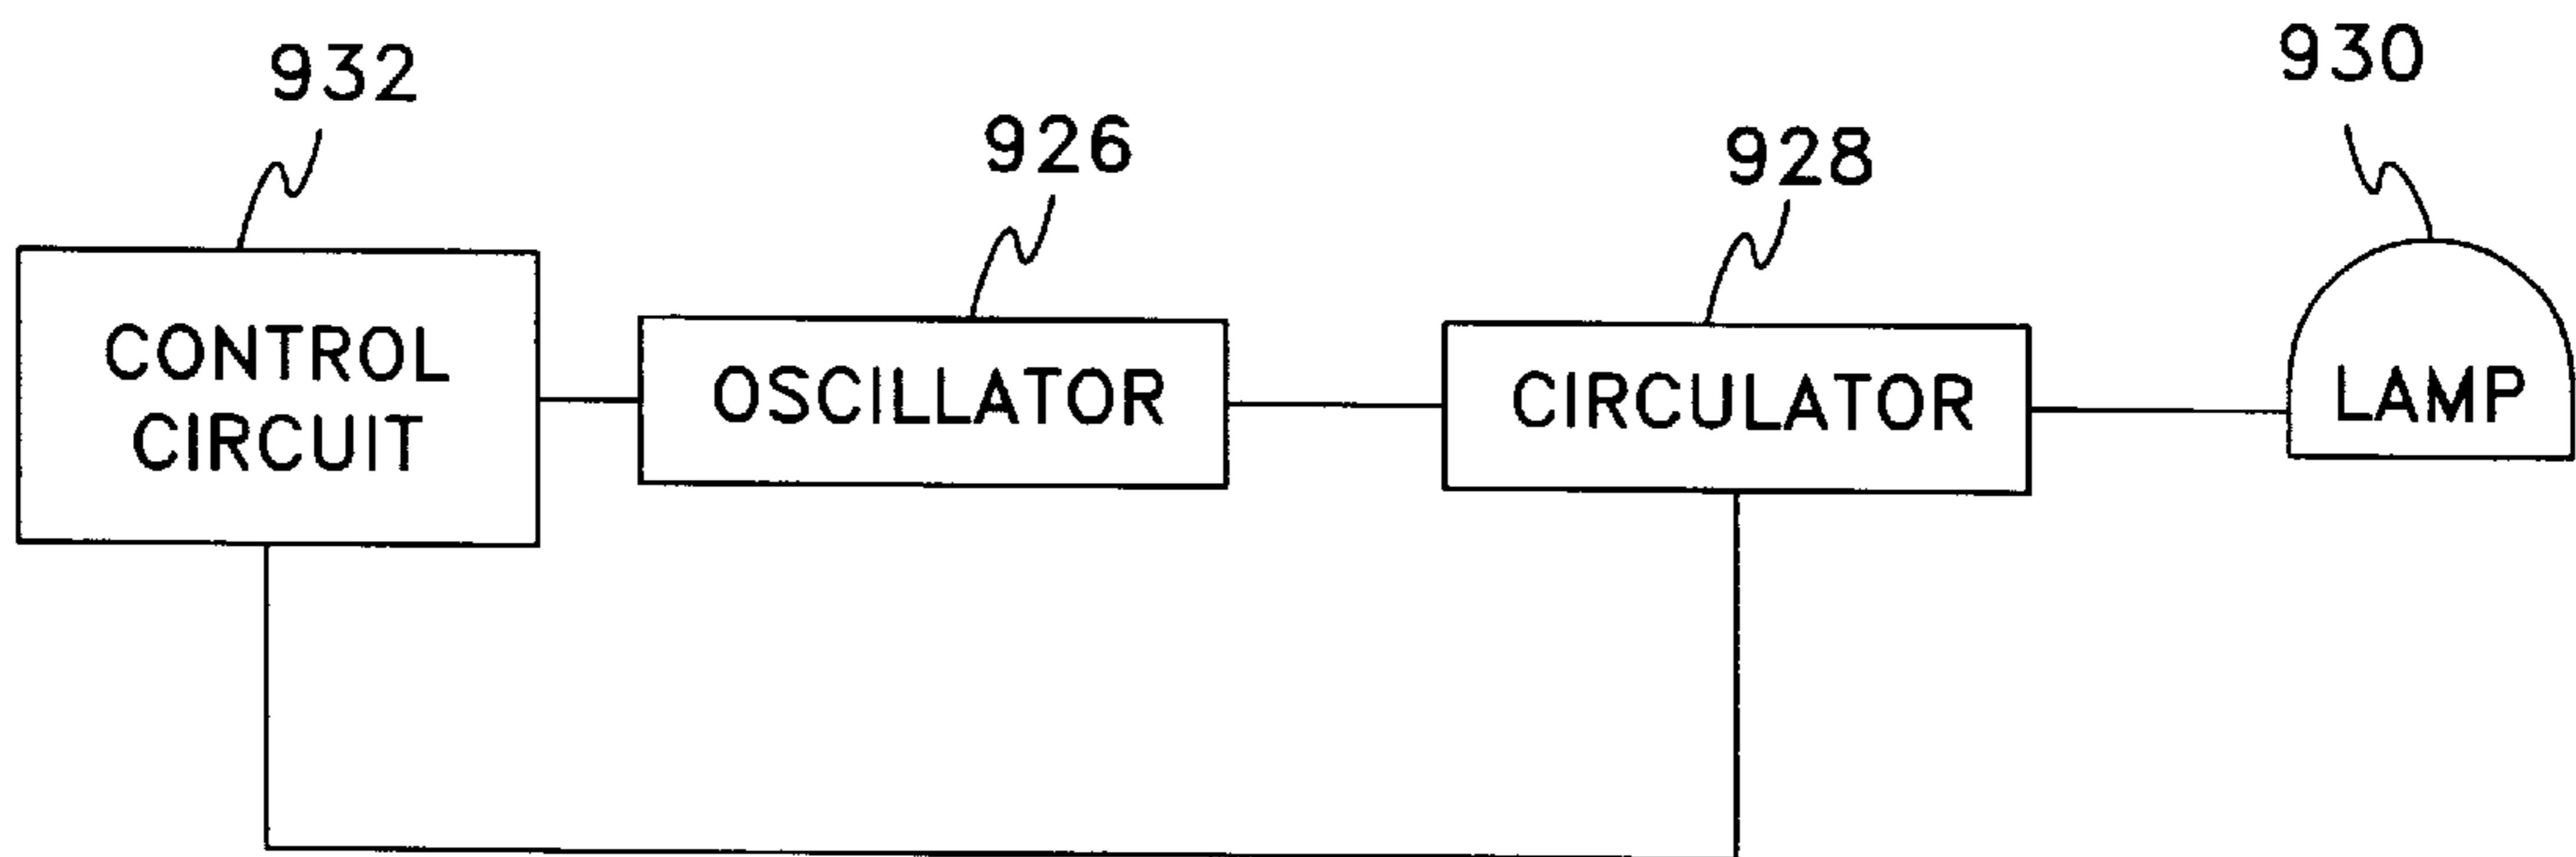 932
926
928
930
CONTROL
CIRCUIT
OSCILLATOR
CIRCULATOR
LAMP